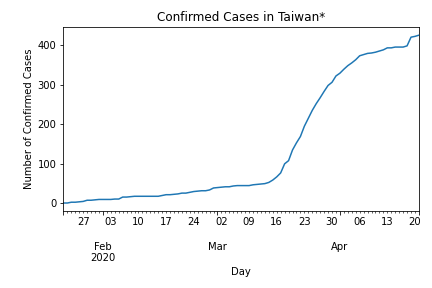 Confirmed Cases in Taiwan*
Number of Confirmed Cases
400
300
200
100
0
27 03 10 17 24 02 09 16 23 30 06 13 20
Feb Mar Apr
2020
Day